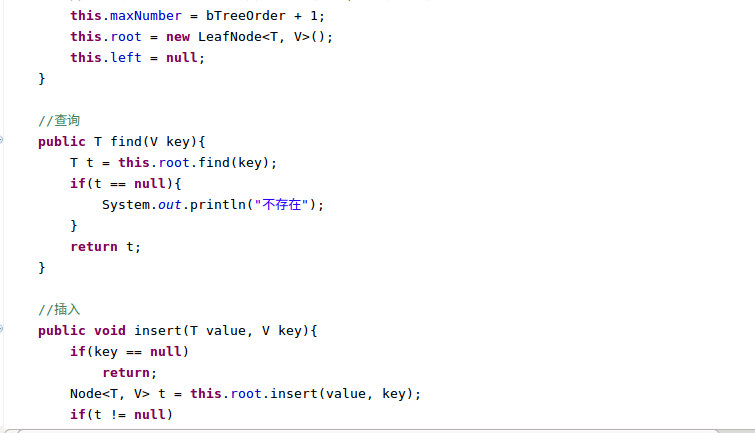 this.maxNumber = bTreeOrder + 1;
this.root = new LeafNode<T, V>();
this.left = null;
}
//查询
public T find(V key){
T t = this.root.find(key);
if(t == null){
System.out.println("不存在");
}
return t;
}
//插入
public void insert(T value, V key){
if(key == null)
return;
Node<T, V> t = this.root.insert(value, key);
if(t != null)